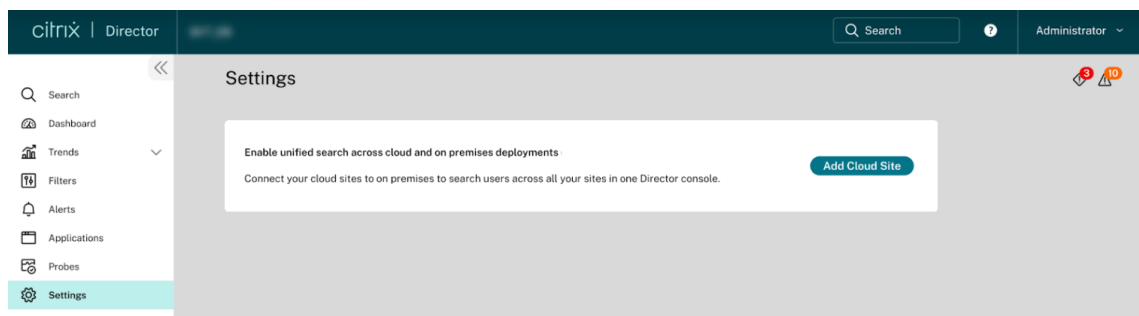 citrix | Director
Search
?
Administrator
Settings
3
10
Search
Dashboard
Trends
Filters
Alerts
Applications
Probes
Settings
Enable unified search across cloud and on premises deployments
Connect your cloud sites to on premises to search users across all your sites in one Director console.
Add Cloud Site